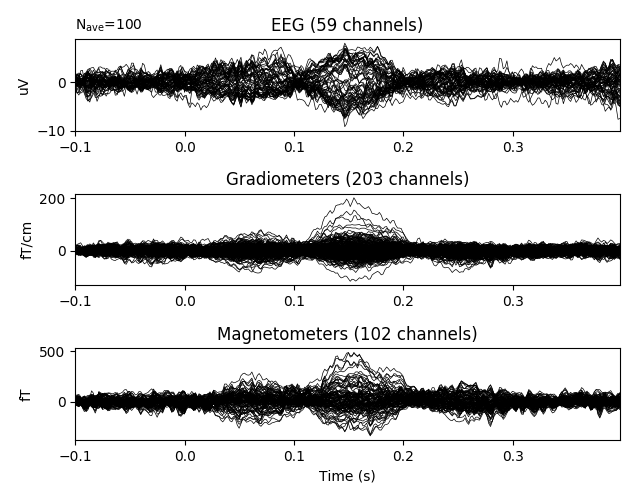 N_ave=100
EEG (59 channels)
uV
0
−10
−0.1 0.0 0.1 0.2 0.3
Gradiometers (203 channels)
fT/cm
200
0
−0.1 0.0 0.1 0.2 0.3
Magnetometers (102 channels)
fT
500
0
−0.1 0.0 0.1 0.2 0.3
Time (s)